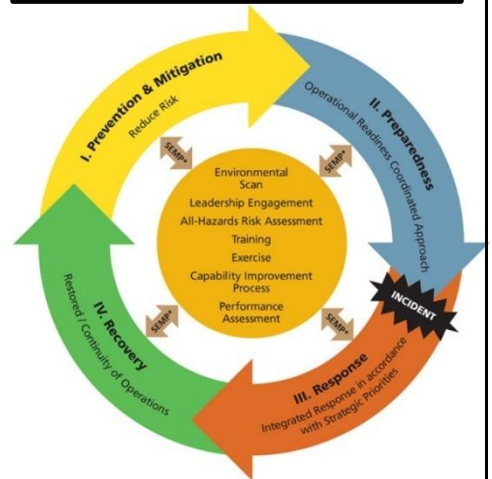 I. Prevention & Mitigation
Reduce Risk
II. Preparedness
Operational Readiness Coordinated Approach
SEMP*
SEMP*
Environmental
Scan
Leadership Engagement
All-Hazards Risk Assessment
Training
Exercise
Capability Improvement
Process
Performance
Assessment
SEMP*
SEMP*
INCIDENT
III. Response
Integrated Response in accordance
with Strategic Priorities
IV. Recovery
Restored / Continuity of Operations